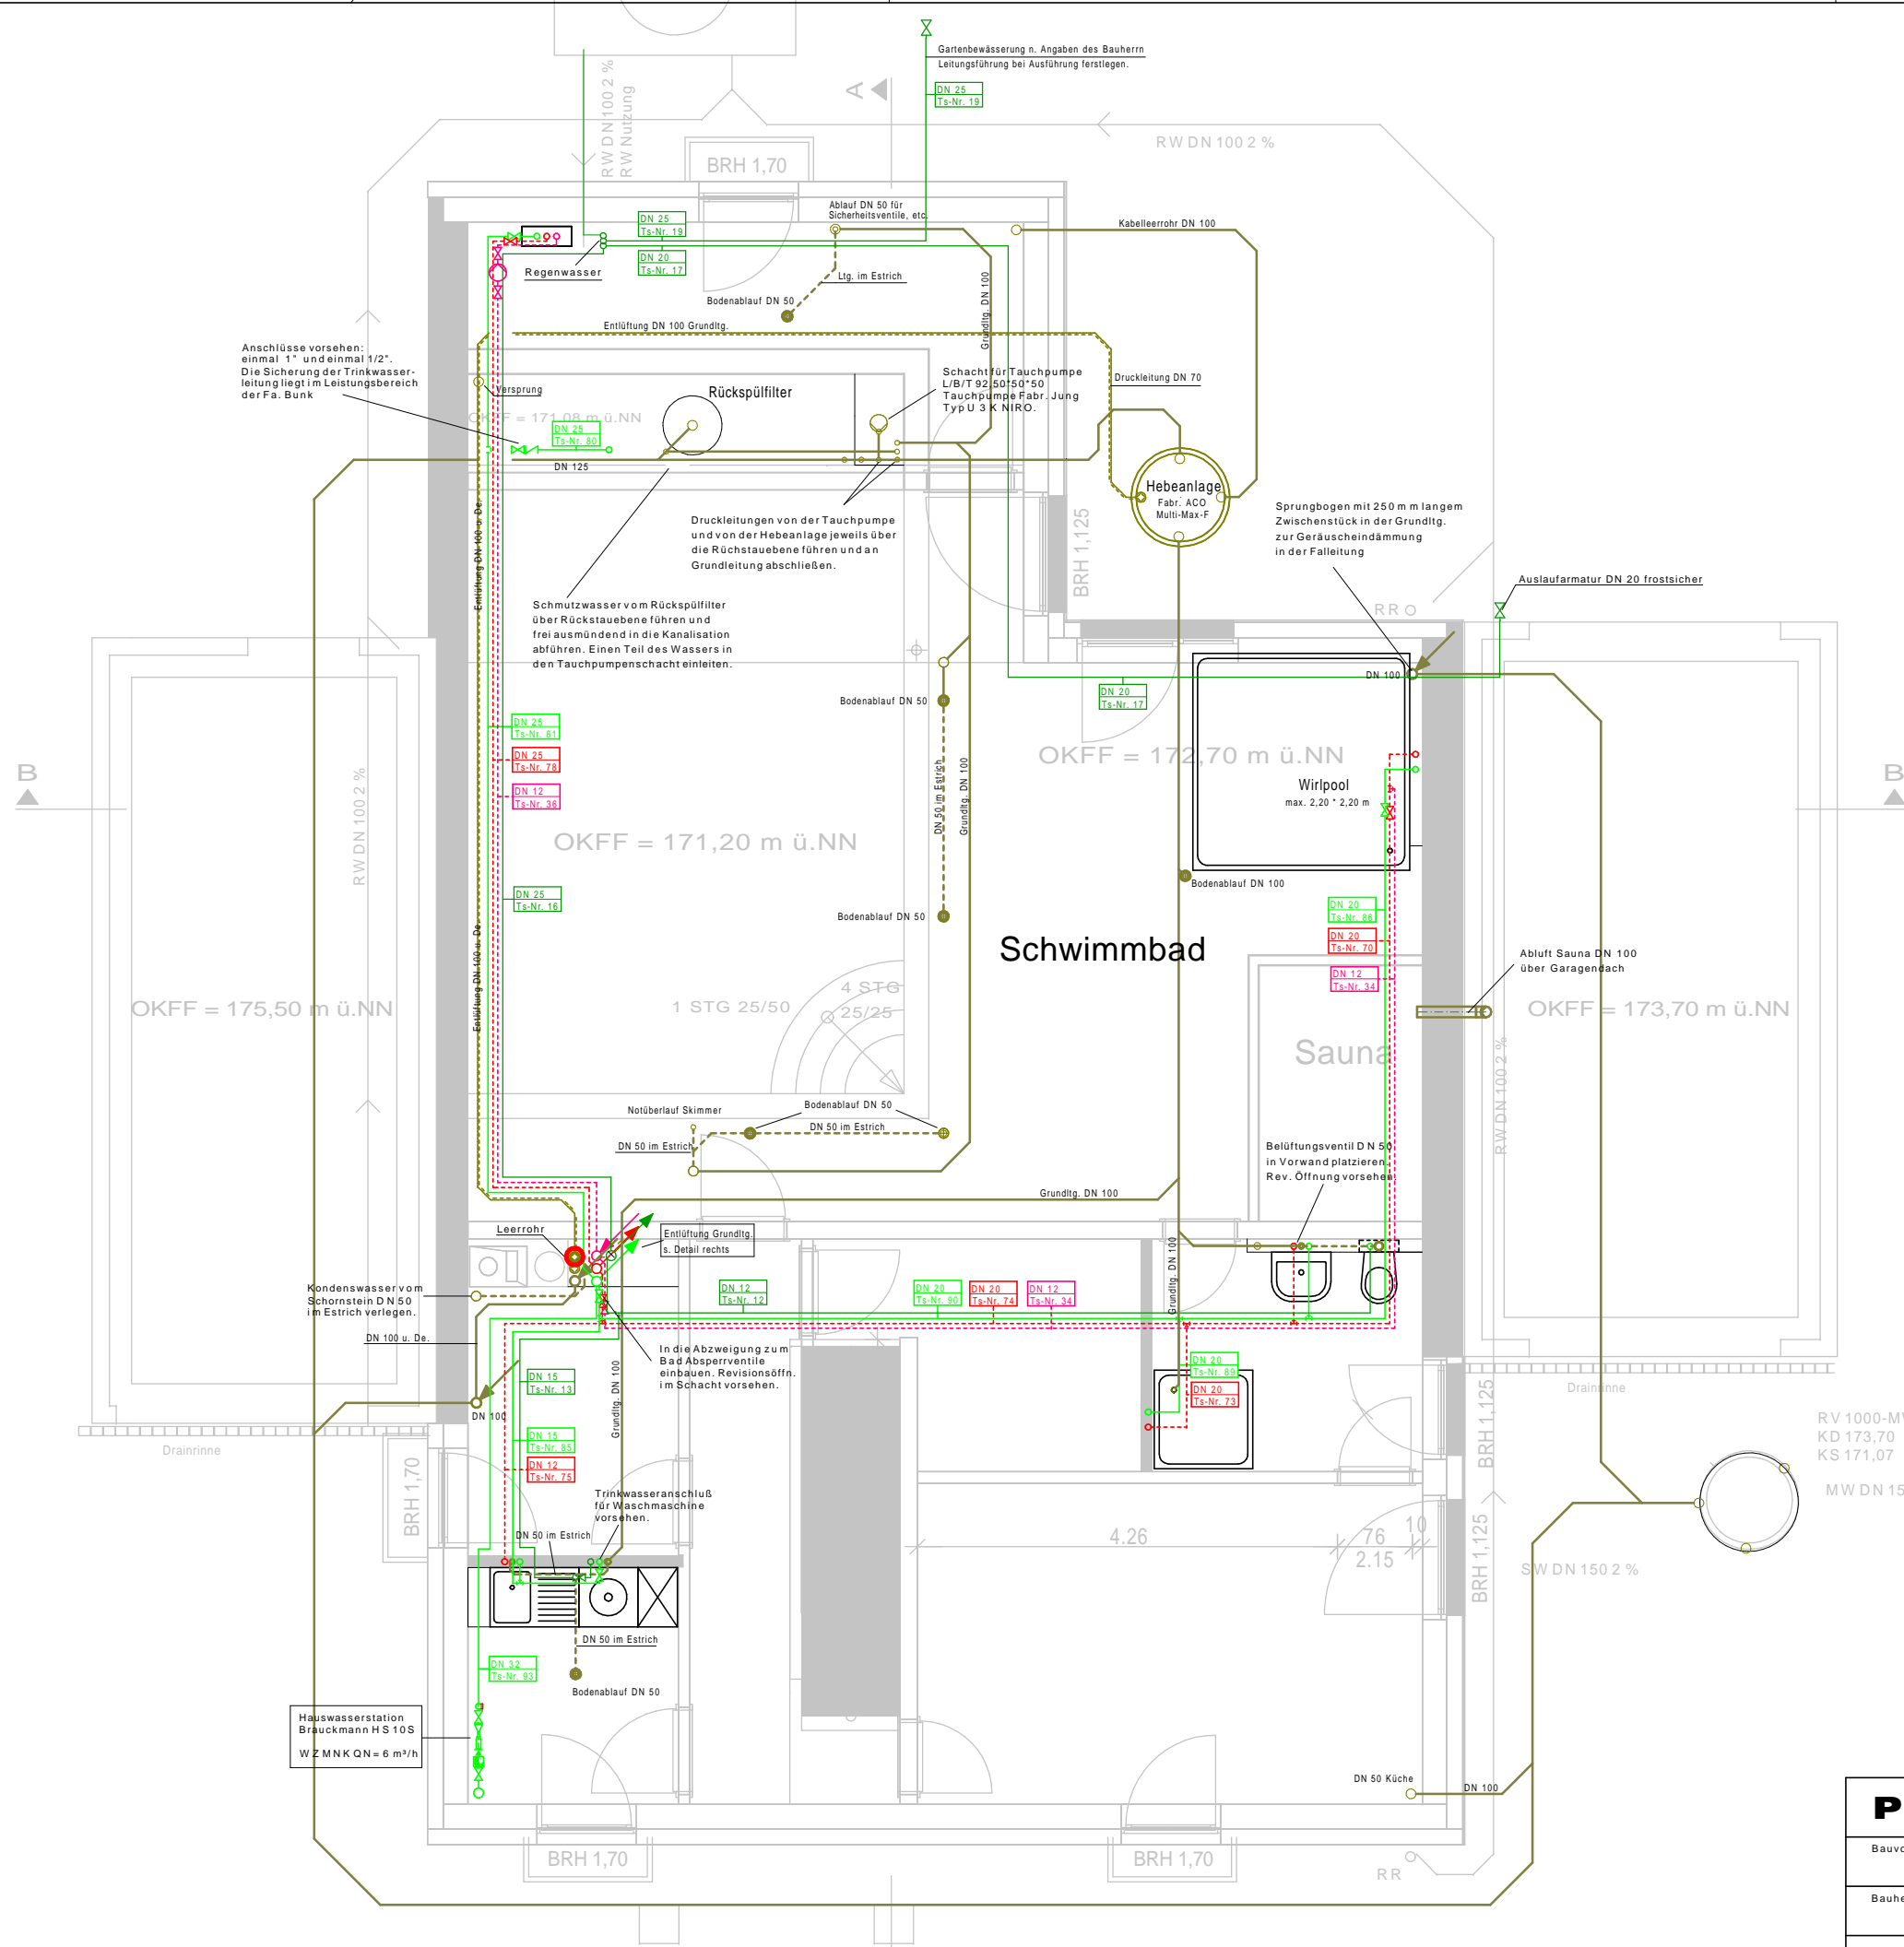 Gartenbewässerung n. Angaben des Bauherrn
Leitungsführung bei Ausführung ferstlegen.
DN 25
Ts-Nr. 19
RW DN 100 2 %
RW Nutzung
A
RW DN 100 2 %
BRH 1,70
Ablauf DN 50 für
Sicherheitsventile, etc.
Kabelleerrohr DN 100
DN 25
Ts-Nr. 19
DN 20
Ts-Nr. 17
Regenwasser
Ltg. im Estrich
Bodenablauf DN 50
Grundltg. DN 100
Entlüftung DN 100 Grundltg.
Anschlüsse vorsehen:
einmal 1" und einmal 1/2".
Die Sicherung der Trinkwasser-
leitung liegt im Leistungsbereich
der Fa. Bunk
Versprung
Rückspülfilter
Schacht für Tauchpumpe
L/B/T 92,50*50*50
Tauchpumpe Fabr. Jung
Typ U 3 K NIRO.
Druckleitung DN 70
OKFF = 171,08 m ü.NN
DN 25
Ts-Nr. 80
DN 125
Hebeanlage
Fabr. ACO
Multi-Max-F
Sprungbogen mit 250 mm langem
Zwischenstück in der Grundltg.
zur Geräuscheindämmung
in der Falleitung
Druckleitungen von der Tauchpumpe
und von der Hebeanlage jeweils über
die Rüchstauebene führen und an
Grundleitung abschließen.
BRH 1,125
Entlüftung DN 100 u. De.
Auslaufarmatur DN 20 frostsicher
RR
Schmutzwasser vom Rückspülfilter
über Rückstauebene führen und
frei ausmündend in die Kanalisation
abführen. Einen Teil des Wassers in
den Tauchpumpenschacht einleiten.
DN 100
DN 20
Ts-Nr. 17
Bodenablauf DN 50
DN 25
Ts-Nr. 81
DN 25
Ts-Nr. 78
DN 12
Ts-Nr. 36
OKFF = 172,70 m ü.NN
B
B
RW DN 100 2 %
DN 50 im Estrich
Grundltg. DN 100
Wirlpool
max. 2,20 * 2,20 m
OKFF = 171,20 m ü.NN
Bodenablauf DN 100
DN 25
Ts-Nr. 16
Bodenablauf DN 50
DN 20
Ts-Nr. 86
DN 20
Ts-Nr. 70
DN 12
Ts-Nr. 34
Schwimmbad
Entlüftung DN 100 u. De.
Abluft Sauna DN 100
über Garagendach
OKFF = 175,50 m ü.NN
1 STG 25/50
4 STG
25/25
OKFF = 173,70 m ü.NN
Sauna
RW DN 100 2 %
Notüberlauf Skimmer
Bodenablauf DN 50
DN 50 im Estrich
DN 50 im Estrich
Belüftungsventil DN 50
in Vorwand platzieren.
Rev. Öffnung vorsehen.
Grundltg. DN 100
Leerrohr
Entlüftung Grundltg.
s. Detail rechts
Grundltg. DN 100
Kondenswasser vom
Schornstein DN 50
im Estrich verlegen.
DN 12
Ts-Nr. 12
DN 20
Ts-Nr. 90
DN 20
Ts-Nr. 74
DN 12
Ts-Nr. 34
DN 100 u. De.
In die Abzweigung zum
Bad Absperrventile
einbauen. Revisionsöffn.
im Schacht vorsehen.
DN 20
Ts-Nr. 89
DN 20
Ts-Nr. 73
DN 15
Ts-Nr. 13
Grundltg. DN 100
DN 100
Drainrinne
Drainrinne
DN 15
Ts-Nr. 85
DN 12
Ts-Nr. 75
BRH 1,70
BRH 1,125
RV 1000-MW
KD 173,70
KS 171,07
MW DN 15
Trinkwasseranschluß
für Waschmaschine
vorsehen.
DN 50 im Estrich
4.26
76
2.15
10
BRH 1,125
SW DN 150 2 %
DN 50 im Estrich
DN 32
Ts-Nr. 93
Bodenablauf DN 50
Hauswasserstation
Brauckmann HS 10S
WZ MNK QN= 6 m³/h
DN 50 Küche
DN 100
P
BRH 1,70
BRH 1,70
RR
Bauvo
Bauhe